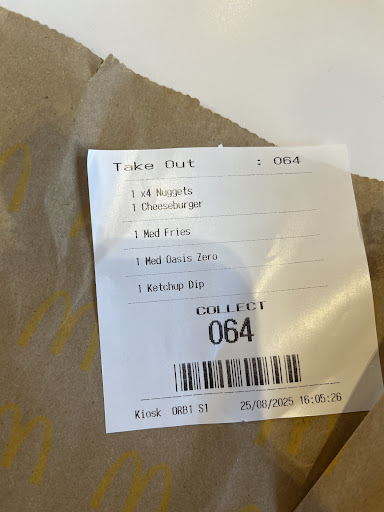 Take Out : 064
1 x4 Nuggets
1 Cheeseburger
1 Med Fries
1 Med Oasis Zero
1 Ketchup Dip
COLLECT
064
Kiosk ORB1 S1 25/08/2025 16:05:26